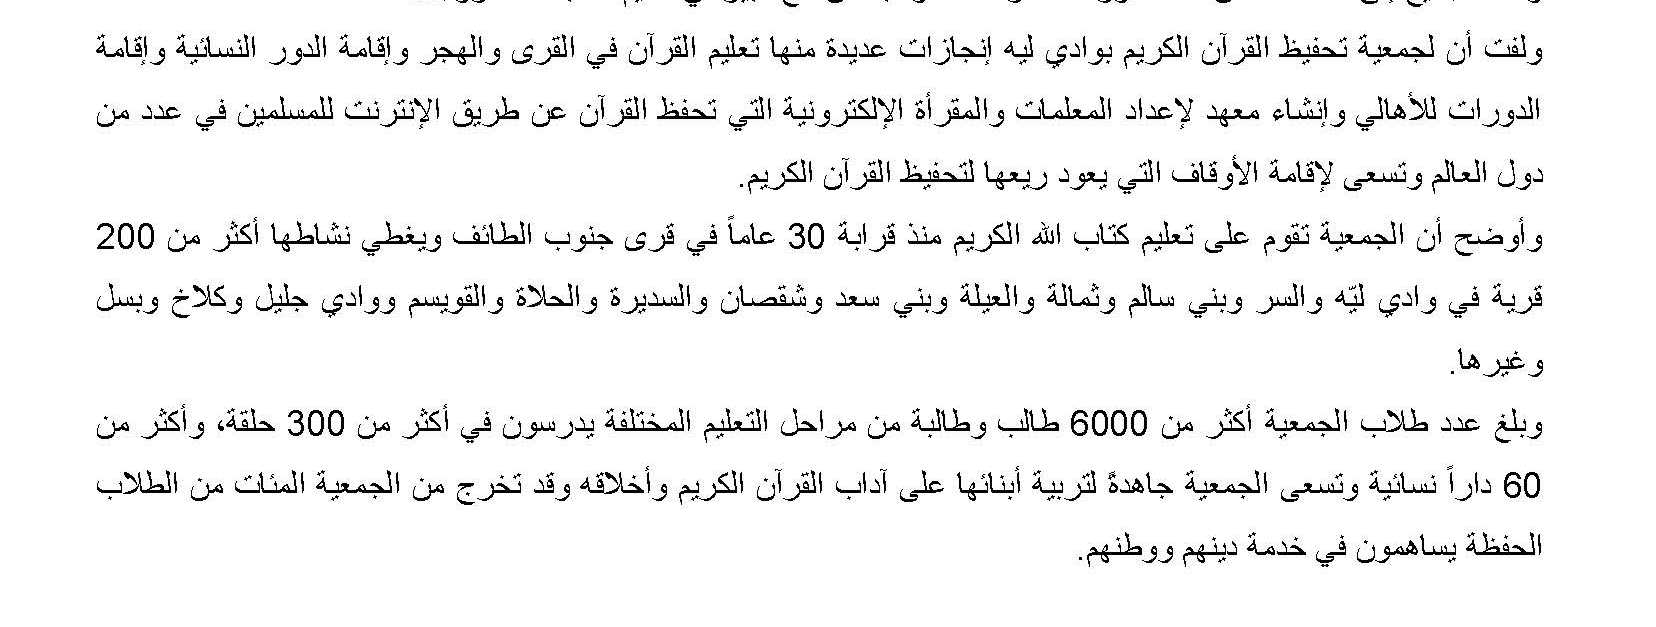 ولفت أن لجمعية تحفيظ القرآن الكريم بوادي ليه إنجازات عديدة منها تعليم القرآن في القرى والهجر وإقامة الدور النسائية وإقامة
الدورات للأهالي وإنشاء معهد لإعداد المعلمات والمقرأة الإلكترونية التي تحفظ القرآن عن طريق الإنترنت للمسلمين في عدد من
دول العالم وتسعى لإقامة الأوقاف التي يعود ريعها لتحفيظ القرآن الكريم.
وأوضح أن الجمعية تقوم على تعليم كتاب الله الكريم منذ قرابة 30 عاماً في قرى جنوب الطائف ويغطي نشاطها أكثر من 200
قرية في وادي ليّه والسر وبني سالم وثمالة والعيلة وبني سعد وشقصان والسديرة والحلاة والقويسم ووادي جليل وكلاخ وبسل
وغيرها.
وبلغ عدد طلاب الجمعية أكثر من 6000 طالب وطالبة من مراحل التعليم المختلفة يدرسون في أكثر من 300 حلقة، وأكثر من
60 داراً نسائية وتسعى الجمعية جاهدةً لتربية أبنائها على آداب القرآن الكريم وأخلاقه وقد تخرج من الجمعية المئات من الطلاب
الحفظة يساهمون في خدمة دينهم ووطنهم.